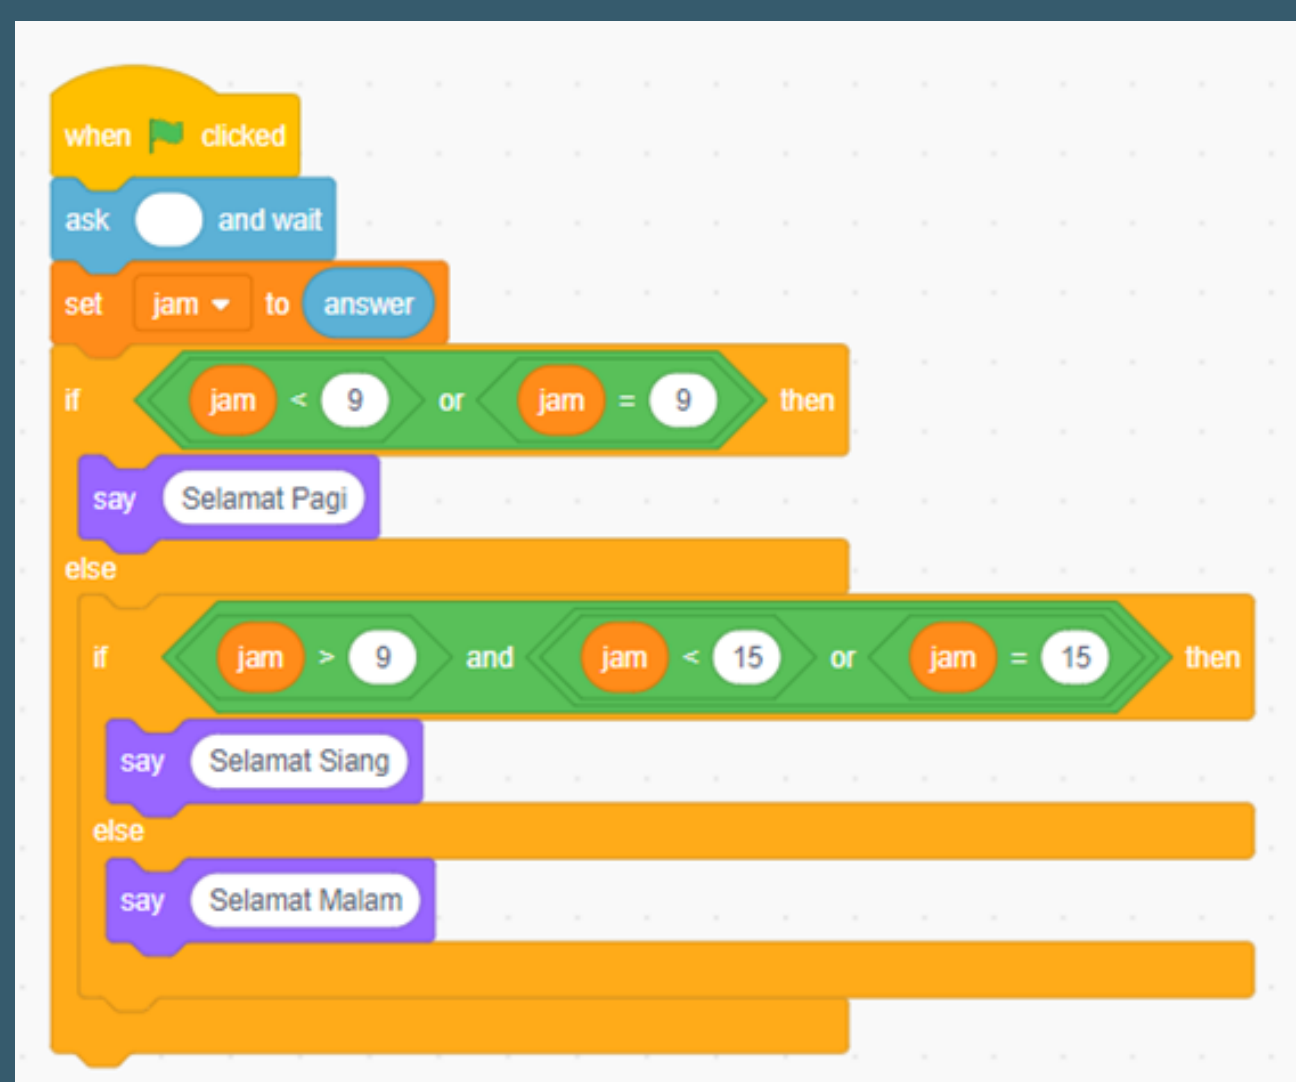 when clicked
ask and wait
set jam to answer
if jam < 9 or jam = 9 then
say Selamat Pagi
else
if jam > 9 and jam < 15 or jam = 15 then
say Selamat Siang
else
say Selamat Malam